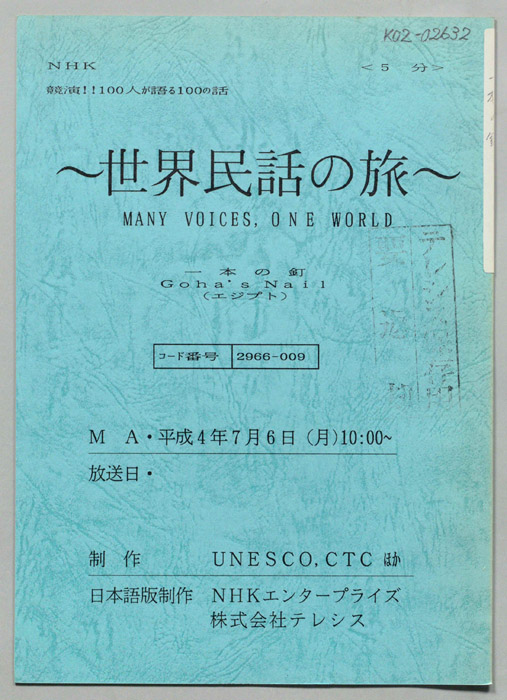 K02-02632
NHK <5 分>
競演!!100人が語る100の話
〜世界民話の旅〜
MANY VOICES, ONE WORLD
一本の釘
Goha's Nail
(エジプト)
コード番号 2966-009
MA・平成4年7月6日(月)10:00~
放送日・
制作 UNESCO,CTC ほか
日本語版制作 NHKエンタープライズ
株式会社テレシス